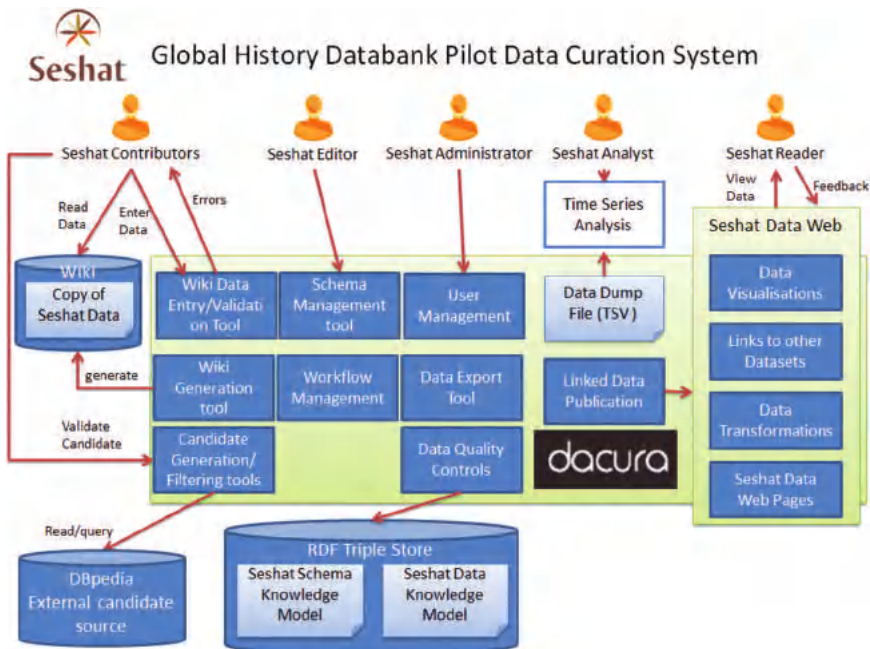 Seshat
Global History Databank Pilot Data Curation System
Seshat Contributors
Seshat Editor
Seshat Administrator
Seshat Analyst
Seshat Reader
Read
Data
Enter
Data
Errors
View
Data
Feedback
Time Series
Analysis
Seshat Data Web
Wiki
Copy of
Seshat Data
Wiki Data
Entry/Validati
on Tool
Schema
Management
tool
User
Management
Data Dump
File (TSV)
Data
Visualisations
generate
Wiki
Generation
tool
Workflow
Management
Data Export
Tool
Linked Data
Publication
Links to other
Datasets
Validate
Candidate
Candidate
Generation/
Filtering tools
Data Quality
Controls
dacura
Data
Transformations
Seshat Data
Web Pages
Read/query
DBpedia
External candidate
source
RDF Triple Store
Seshat Schema
Knowledge
Model
Seshat Data
Knowledge
Model